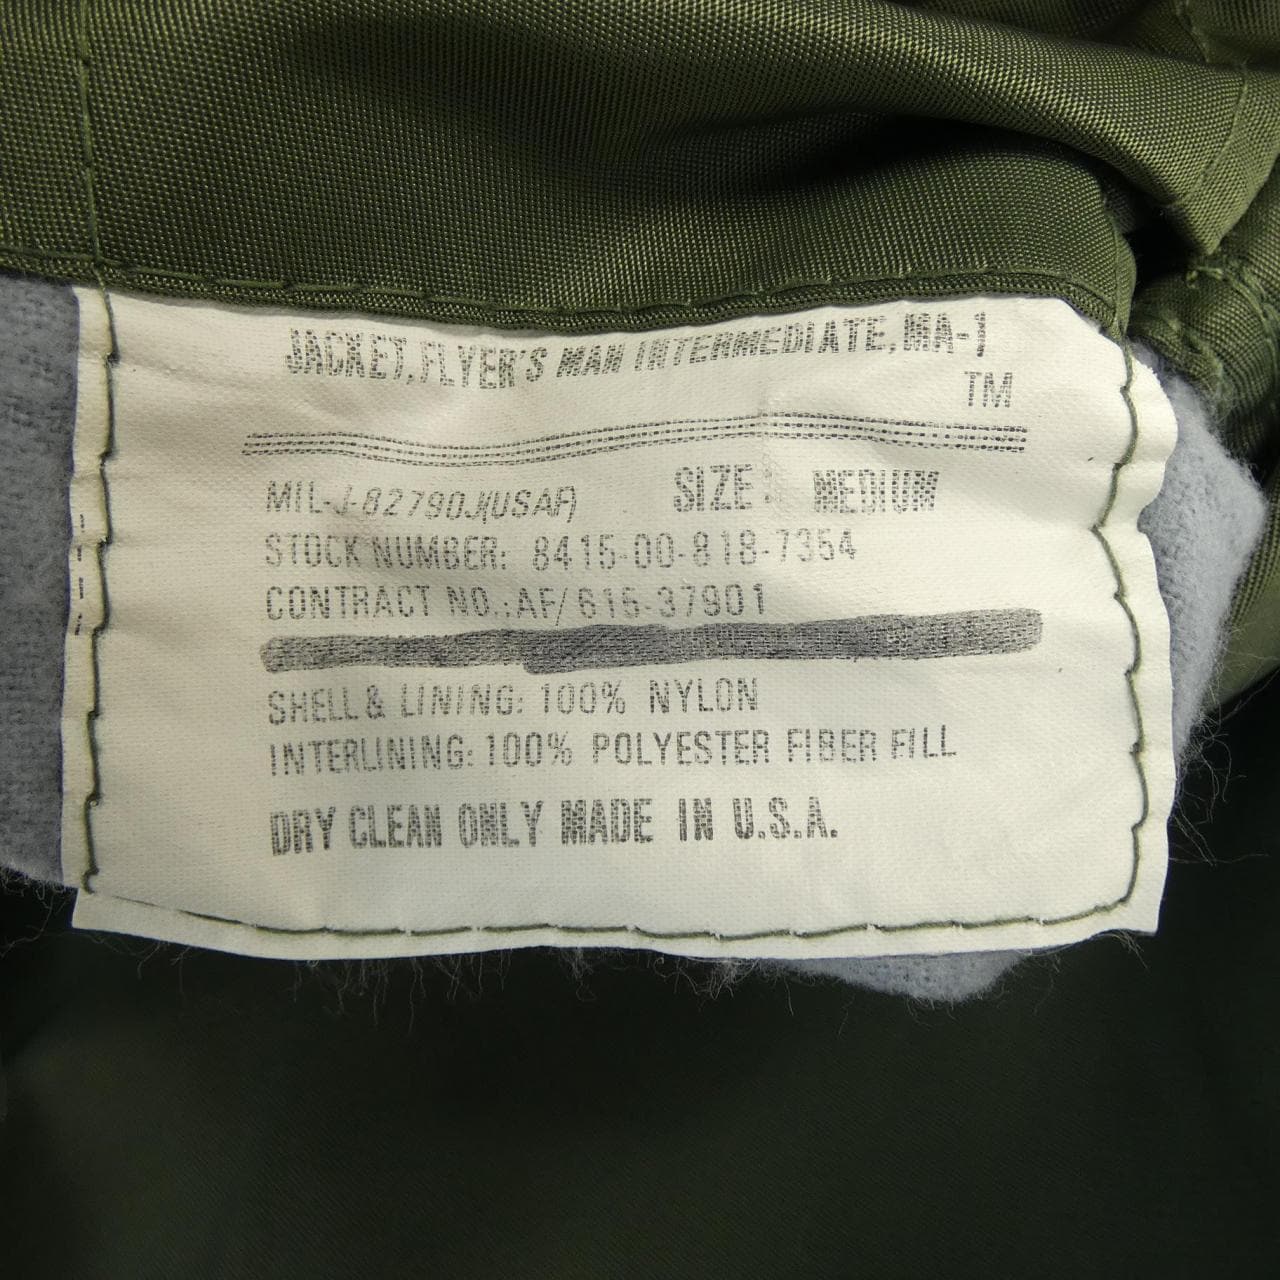 JACKET, FLYER'S MAN INTERMEDIATE, MA-1
TM
MIL-J-82790J(USAF) SIZE: MEDIUM
STOCK NUMBER: 8415-00-818-7354
CONTRACT NO.: AF/616-37901
SHELL & LINING: 100% NYLON
INTERLINING: 100% POLYESTER FIBER FILL
DRY CLEAN ONLY MADE IN U.S.A.